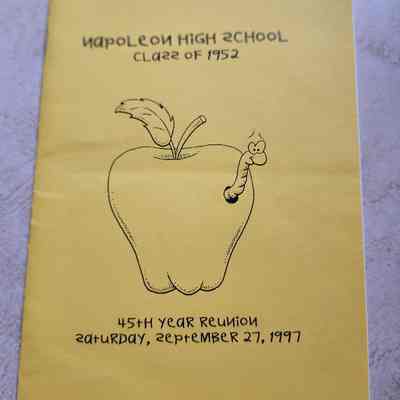 Napoleon High School
Class of 1952
45th Year Reunion
Saturday, September 27, 1997